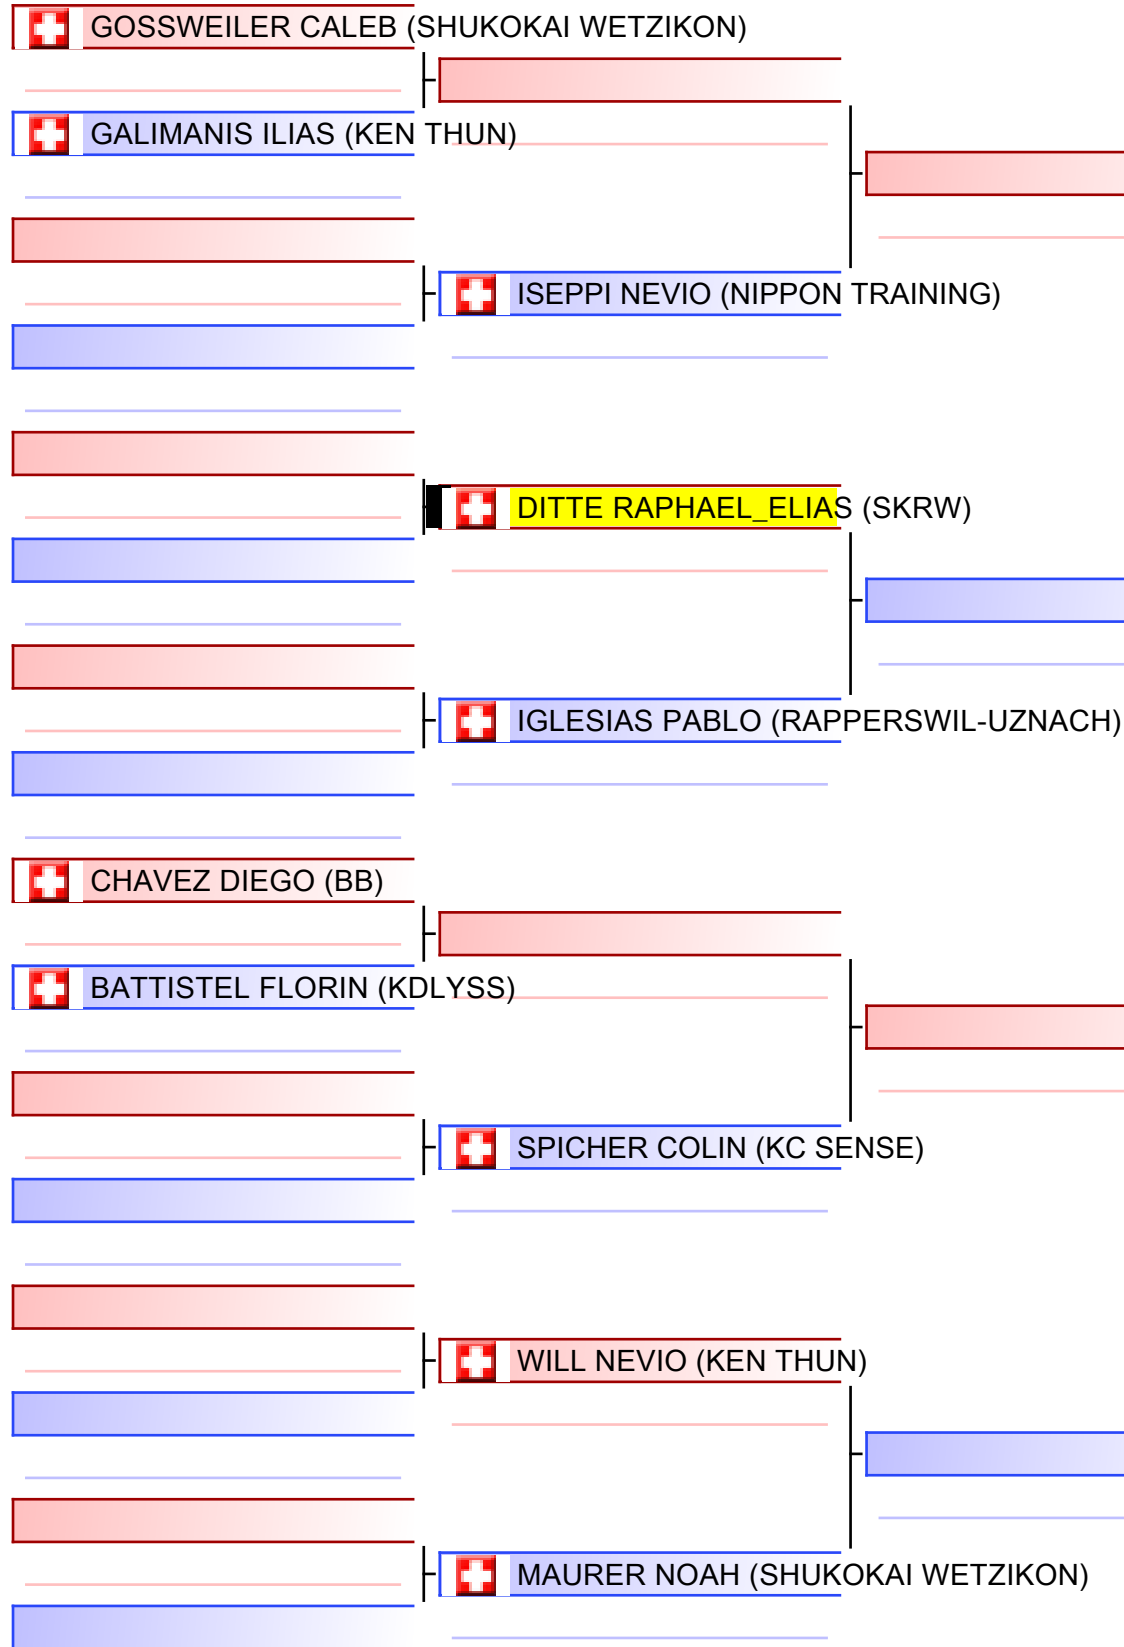 GOSSWEILER CALEB (SHUKOKAI WETZIKON)
GALIMANIS ILIAS (KEN THUN)
ISEPPI NEVIO (NIPPON TRAINING)
DITTE RAPHAEL_ELIAS (SKRW)
IGLESIAS PABLO (RAPPERSWIL-UZNACH)
CHAVEZ DIEGO (BB)
BATTISTEL FLORIN (KDLYSS)
SPICHER COLIN (KC SENSE)
WILL NEVIO (KEN THUN)
MAURER NOAH (SHUKOKAI WETZIKON)